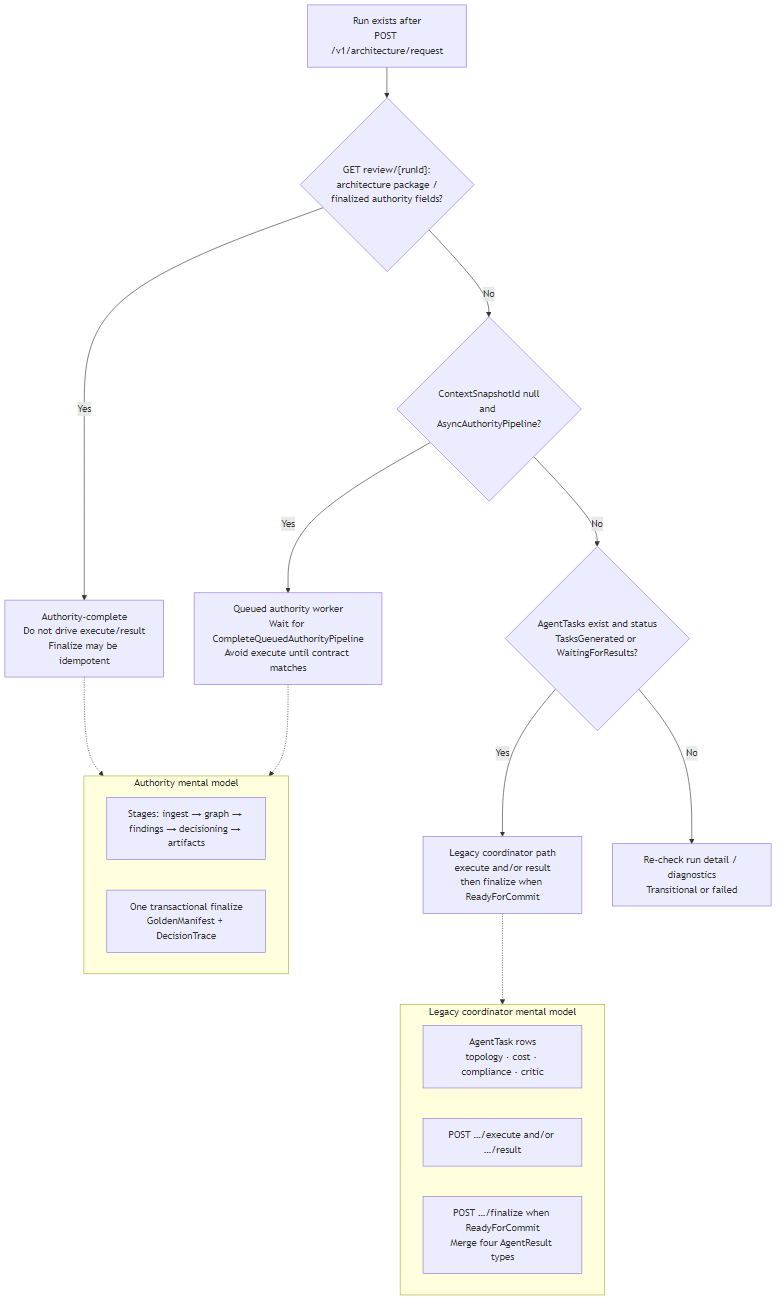 Run exists after
POST
/v1/architecture/request
GET review/{runId}:
architecture package /
finalized authority fields?
No
ContextSnapshotId null
and
AsyncAuthorityPipeline?
Yes
Yes
No
Authority-complete
Do not drive execute/result
Finalize may be
idempotent
Queued authority worker
Wait for
CompleteQueuedAuthorityPipeline
Avoid execute until contract
matches
AgentTasks exist and status
TasksGenerated or
WaitingForResults?
Yes
No
Authority mental model
Stages: ingest → graph →
findings → decisioning →
artifacts
One transactional finalize
GoldenManifest +
DecisionTrace
Legacy coordinator path
execute and/or result
then finalize when
ReadyForCommit
Re-check run detail /
diagnostics
Transitional or failed
Legacy coordinator mental model
AgentTask rows
topology · cost ·
compliance · critic
POST …/execute and/or
…/result
POST …/finalize when
ReadyForCommit
Merge four AgentResult
types